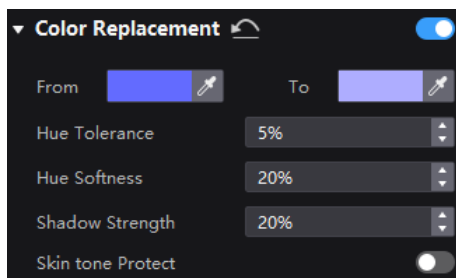 Color Replacement
From To
Hue Tolerance 5%
Hue Softness 20%
Shadow Strength 20%
Skin tone Protect